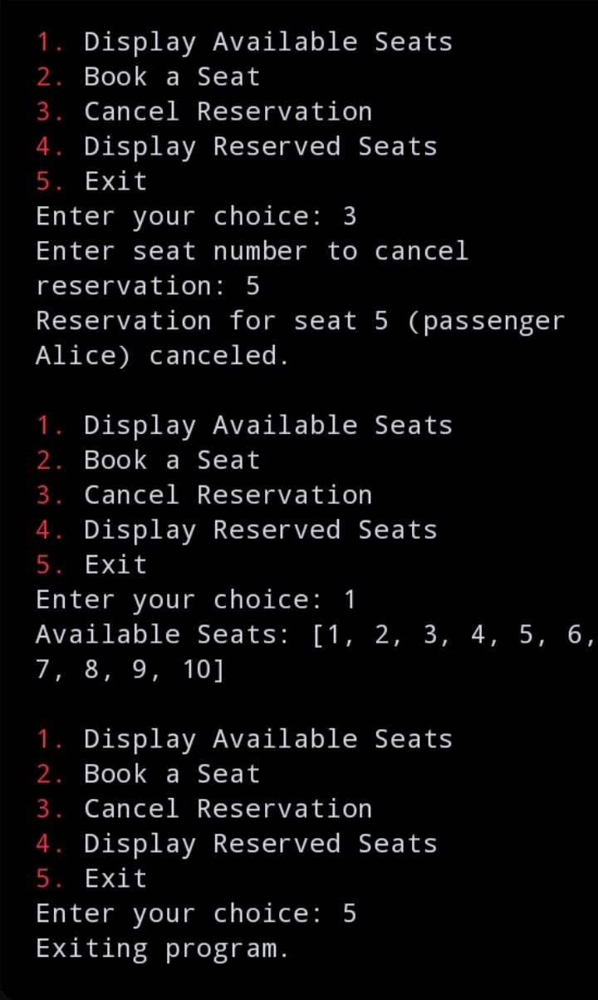 1. Display Available Seats
2. Book a Seat
3. Cancel Reservation
4. Display Reserved Seats
5. Exit
Enter your choice: 3
Enter seat number to cancel
reservation: 5
Reservation for seat 5 (passenger
Alice) canceled.
1. Display Available Seats
2. Book a Seat
3. Cancel Reservation
4. Display Reserved Seats
5. Exit
Enter your choice: 1
Available Seats: [1, 2, 3, 4, 5, 6,
7, 8, 9, 10]
1. Display Available Seats
2. Book a Seat
3. Cancel Reservation
4. Display Reserved Seats
5. Exit
Enter your choice: 5
Exiting program.